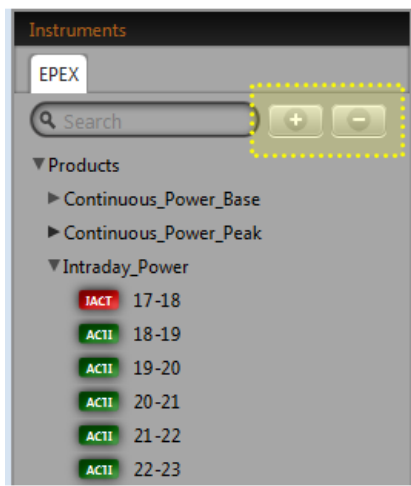 Instruments
EPEX
Search
Products
Continuous_Power_Base
Continuous_Power_Peak
Intraday_Power
IACT 17-18
ACTI 18-19
ACTI 19-20
ACTI 20-21
ACTI 21-22
ACTI 22-23